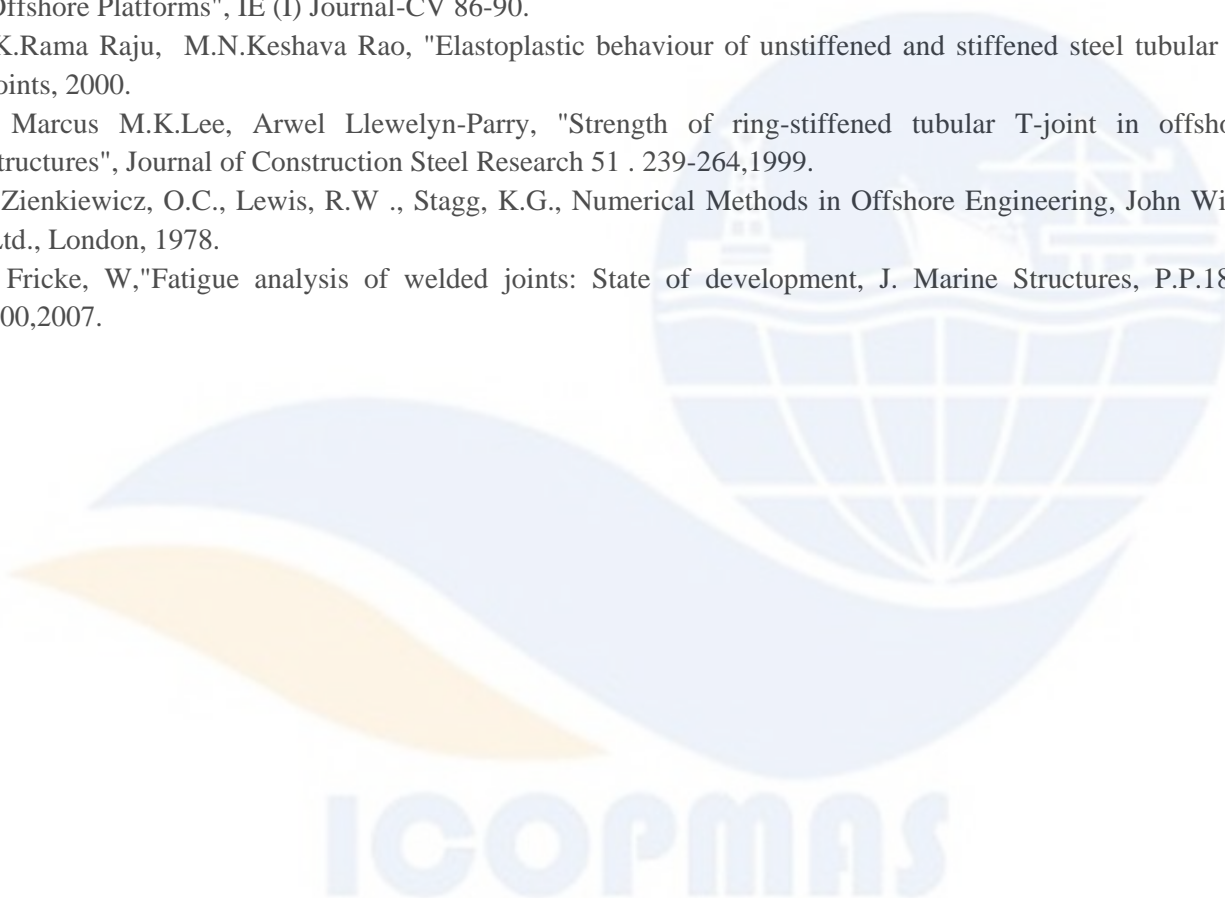 Offshore Platforms", IE (I) Journal-CV 86-90.
K.Rama Raju, M.N.Keshava Rao, "Elastoplastic behaviour of unstiffened and stiffened steel tubular
oints, 2000.
Marcus M.K.Lee, Arwel Llewelyn-Parry, "Strength of ring-stiffened tubular T-joint in offsho
tructures", Journal of Construction Steel Research 51 . 239-264,1999.
Zienkiewicz, O.C., Lewis, R.W ., Stagg, K.G., Numerical Methods in Offshore Engineering, John Wi
Ltd., London, 1978.
Fricke, W,"Fatigue analysis of welded joints: State of development, J. Marine Structures, P.P.18
00,2007.
ICOPMAS